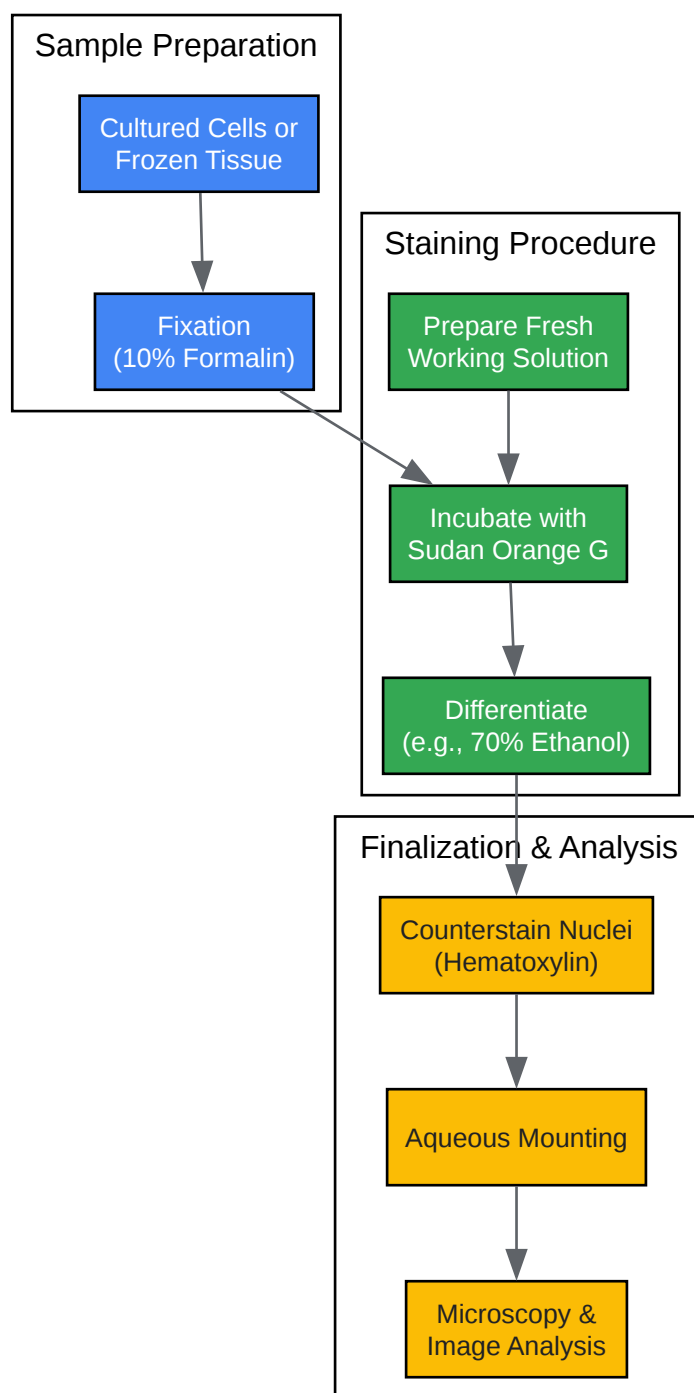 Sample Preparation
Cultured Cells or
Frozen Tissue
Fixation
(10% Formalin)
Staining Procedure
Prepare Fresh
Working Solution
Incubate with
Sudan Orange G
Differentiate
(e.g., 70% Ethanol)
Finalization & Analysis
Counterstain Nuclei
(Hematoxylin)
Aqueous Mounting
Microscopy &
Image Analysis